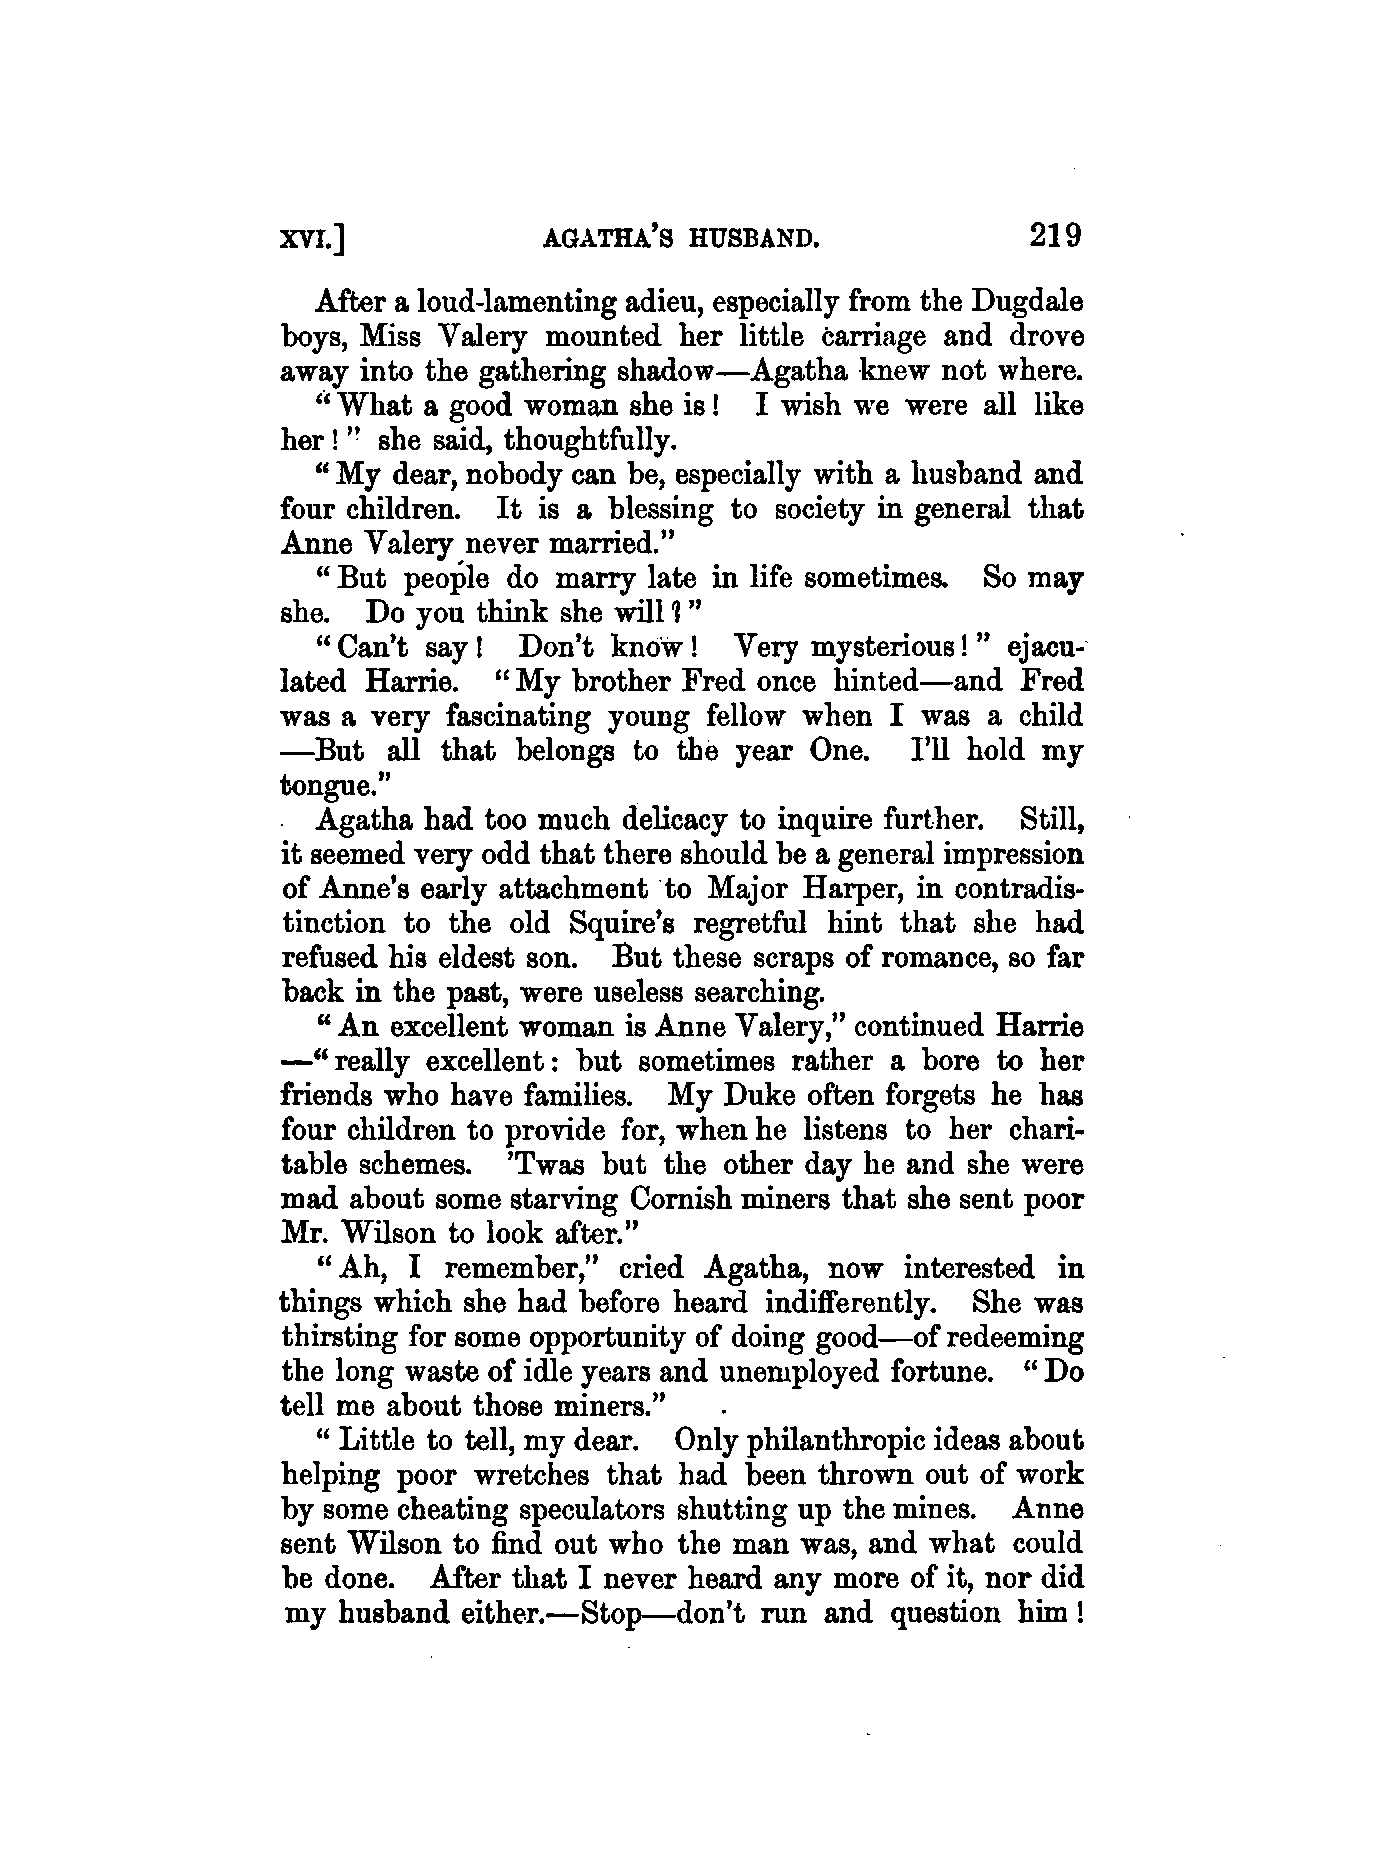 XVI.] AGATHA'S HUSBAND. 219
After a loud-lamenting adieu, especially from the Dugdale
boys, Miss Valery mounted her little carriage and drove
away into the gathering shadow—Agatha knew not where.
“What a good woman she is! I wish we were all like
her!” she said, thoughtfully.
“My dear, nobody can be, especially with a husband and
four children. It is a blessing to society in general that
Anne Valery never married.”
“But people do marry late in life sometimes. So may
she. Do you think she will?”
“Can't say! Don't know! Very mysterious!” ejacu-
lated Harrie. “My brother Fred once hinted—and Fred
was a very fascinating young fellow when I was a child
—But all that belongs to the year One. I'll hold my
tongue.”
Agatha had too much delicacy to inquire further. Still,
it seemed very odd that there should be a general impression
of Anne's early attachment to Major Harper, in contradis-
tinction to the old Squire's regretful hint that she had
refused his eldest son. But these scraps of romance, so far
back in the past, were useless searching.
“An excellent woman is Anne Valery,” continued Harrie
—“really excellent: but sometimes rather a bore to her
friends who have families. My Duke often forgets he has
four children to provide for, when he listens to her chari-
table schemes. 'Twas but the other day he and she were
mad about some starving Cornish miners that she sent poor
Mr. Wilson to look after.”
“Ah, I remember,” cried Agatha, now interested in
things which she had before heard indifferently. She was
thirsting for some opportunity of doing good—of redeeming
the long waste of idle years and unemployed fortune. “Do
tell me about those miners.”
“Little to tell, my dear. Only philanthropic ideas about
helping poor wretches that had been thrown out of work
by some cheating speculators shutting up the mines. Anne
sent Wilson to find out who the man was, and what could
be done. After that I never heard any more of it, nor did
my husband either.—Stop—don't run and question him!